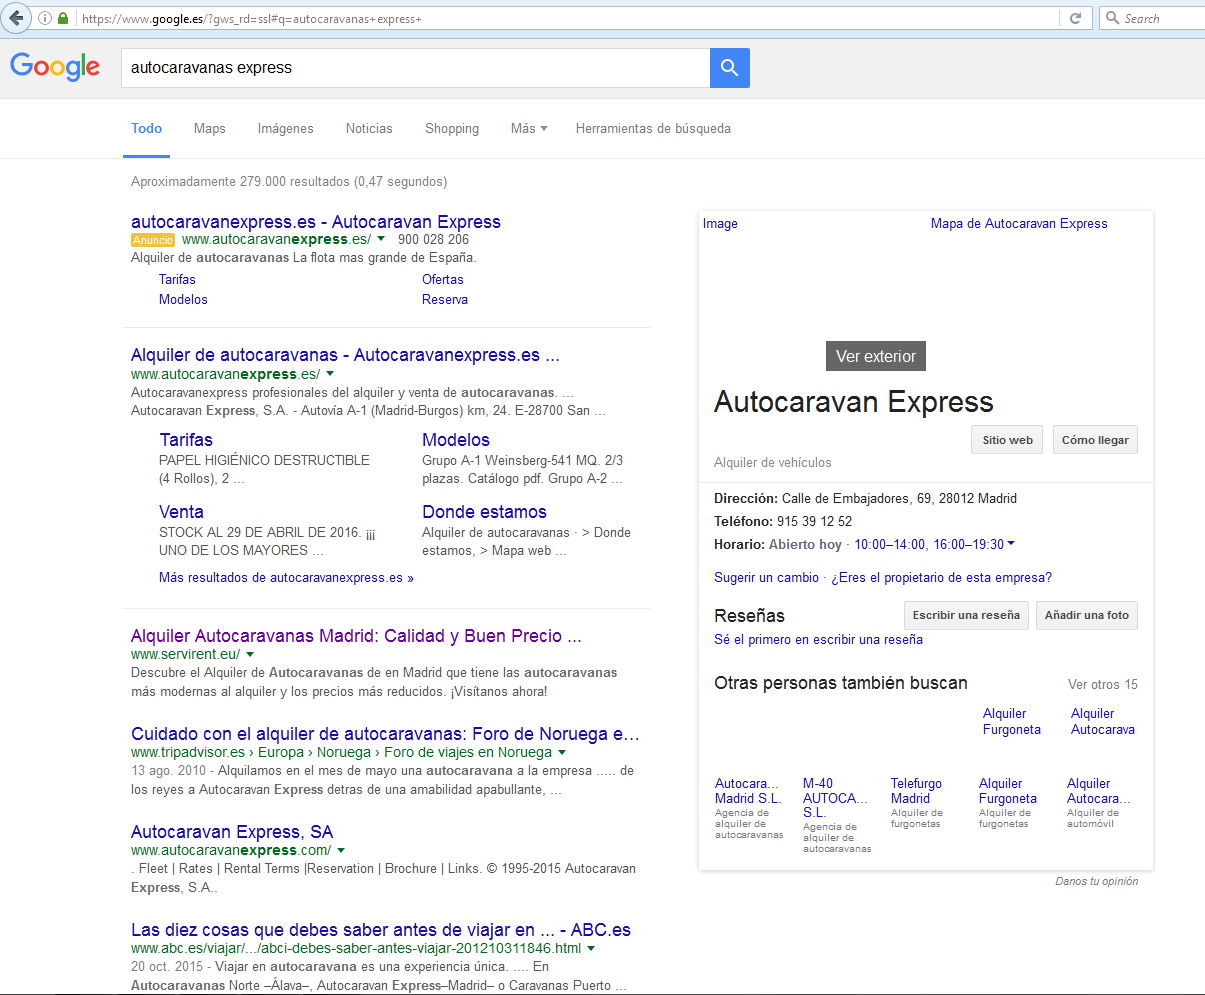 https://www.google.es/?gws_rd=ssl#q=autocaravanas+express+
Search
Google
autocaravanas express
Todo Maps Imágenes Noticias Shopping Más Herramientas de búsqueda
Aproximadamente 279.000 resultados (0,47 segundos)
autocaravanexpress.es - Autocaravan Express
Anuncio www.autocaravanexpress.es/ 900 028 206
Alquiler de autocaravanas La flota mas grande de España.
Tarifas Ofertas
Modelos Reserva
Alquiler de autocaravanas - Autocaravanexpress.es ...
www.autocaravanexpress.es/
Autocaravanexpress profesionales del alquiler y venta de autocaravanas. ...
Autocaravan Express, S.A. - Autovía A-1 (Madrid-Burgos) km, 24. E-28700 San ...
Tarifas
PAPEL HIGIÉNICO DESTRUCTIBLE
(4 Rollos), 2 ...
Modelos
Grupo A-1 Weinsberg-541 MQ. 2/3
plazas. Catálogo pdf. Grupo A-2 ...
Venta
STOCK AL 29 DE ABRIL DE 2016. ¡¡¡
UNO DE LOS MAYORES ...
Donde estamos
Alquiler de autocaravanas · > Donde
estamos, > Mapa web ...
Más resultados de autocaravanexpress.es »
Alquiler Autocaravanas Madrid: Calidad y Buen Precio ...
www.servirent.eu/
Descubre el Alquiler de Autocaravanas de en Madrid que tiene las autocaravanas
más modernas al alquiler y los precios más reducidos. ¡Visítanos ahora!
Cuidado con el alquiler de autocaravanas: Foro de Noruega e...
www.tripadvisor.es › Europa › Noruega › Foro de viajes en Noruega
13 ago. 2010 - Alquilamos en el mes de mayo una autocaravana a la empresa ..... de
los reyes a Autocaravan Express detras de una amabilidad apabullante, ...
Autocaravan Express, SA
www.autocaravanexpress.com/
. Fleet | Rates | Rental Terms |Reservation | Brochure | Links. © 1995-2015 Autocaravan
Express, S.A..
Las diez cosas que debes saber antes de viajar en ... - ABC.es
www.abc.es/viajar/.../abci-debes-saber-antes-viajar-201210311846.html
20 oct. 2015 - Viajar en autocaravana es una experiencia única. .... En
Autocaravanas Norte –Álava–, Autocaravan Express–Madrid– o Caravanas Puerto ...
Image Mapa de Autocaravan Express
Ver exterior
Autocaravan Express
Sitio web Cómo llegar
Alquiler de vehículos
Dirección: Calle de Embajadores, 69, 28012 Madrid
Teléfono: 915 39 12 52
Horario: Abierto hoy · 10:00–14:00, 16:00–19:30
Sugerir un cambio · ¿Eres el propietario de esta empresa?
Reseñas Escribir una reseña Añadir una foto
Sé el primero en escribir una reseña
Otras personas también buscan Ver otros 15
Alquiler
Furgoneta
Alquiler
Autocarava
Autocara...
Madrid S.L.
Agencia de
alquiler de
autocaravanas
M-40
AUTOCA...
S.L.
Agencia de
alquiler de
autocaravanas
Telefurgo
Madrid
Alquiler de
furgonetas
Alquiler
Furgoneta
Alquiler de
furgonetas
Alquiler
Autocara...
Alquiler de
automóvil
Danos tu opinión